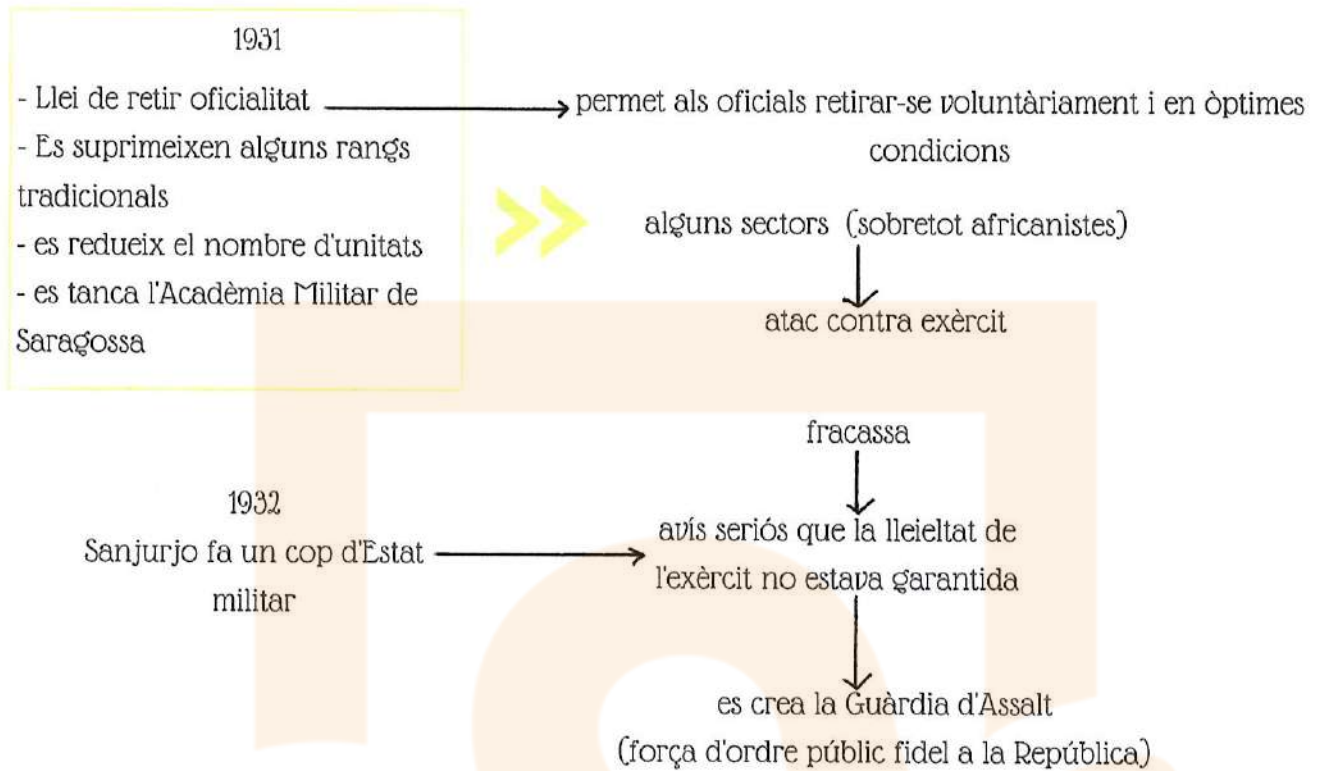 1931
- Llei de retir oficialitat
permet als oficials retirar-se voluntàriament i en òptimes
condicions
- Es suprimeixen alguns rangs
tradicionals
- es redueix el nombre d'unitats
- es tanca l'Acadèmia Militar de
Saragossa
alguns sectors (sobretot africanistes)
atac contra exèrcit
fracassa
1932
Sanjurjo fa un cop d'Estat
militar
avís seriós que la lleieltat de
l'exèrcit no estava garantida
es crea la Guàrdia d'Assalt
(força d'ordre públic fidel a la República)